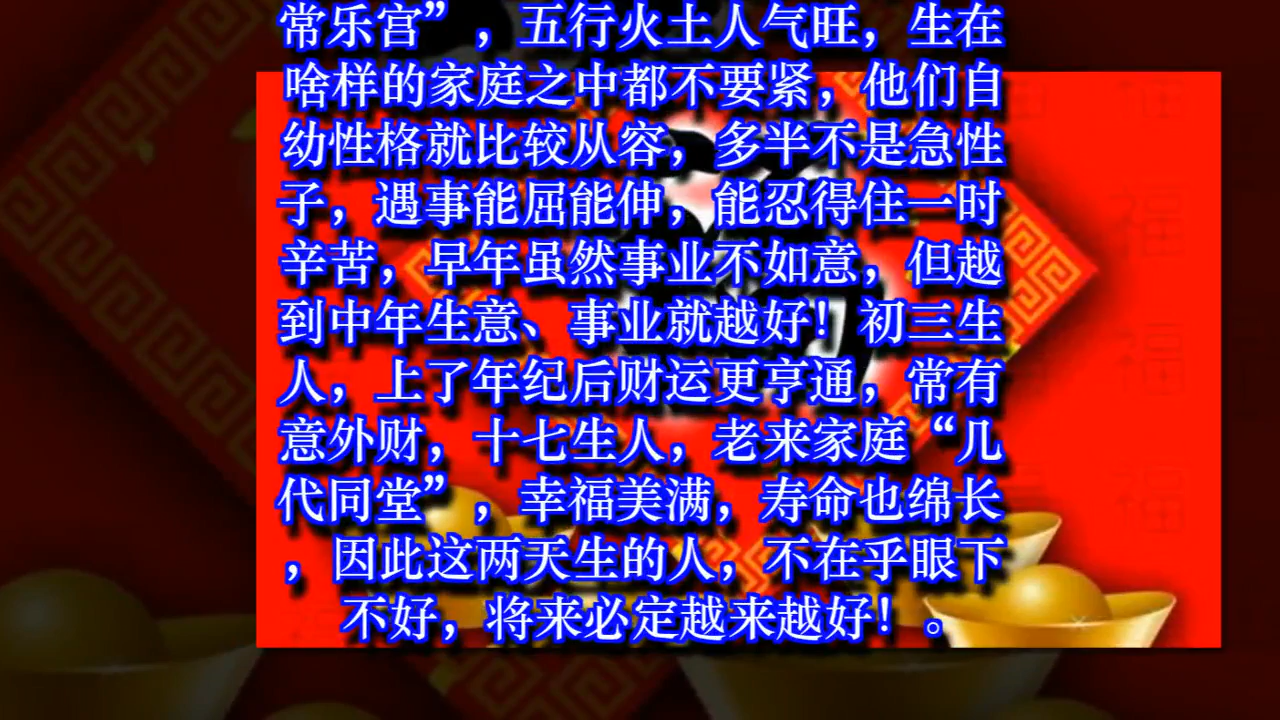 常乐宫”，五行火土人气旺，生在
啥样的家庭之中都不要紧，他们自
幼性格就比较从容，多半不是急性
子，遇事能屈能伸，能忍得住一时
辛苦，早年虽然事业不如意，但越
到中年生意、事业就越好！初三生
人，上了年纪后财运更亨通，常有
意外财，十七生人，老来家庭“几
代同堂”，幸福美满，寿命也绵长
，因此这两天生的人，不在乎眼下
不好，将来必定越来越好！。
福
福
福
福